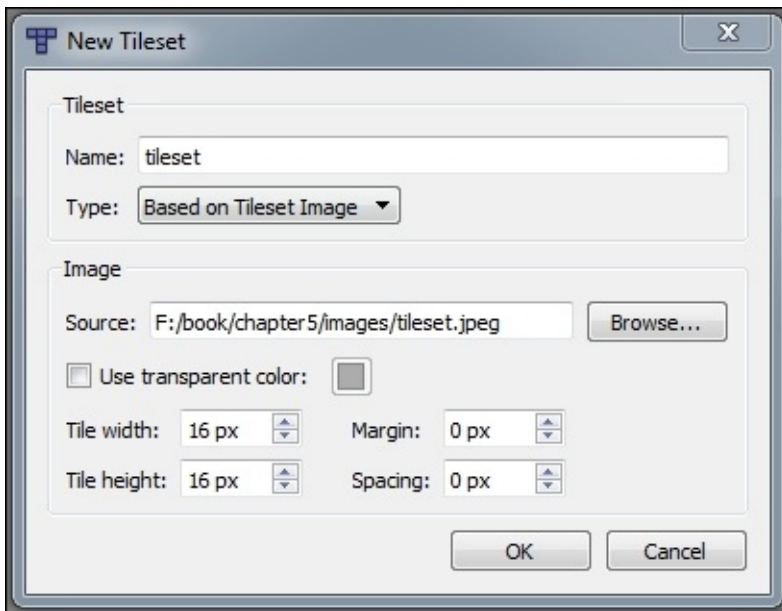 New Tileset
X
Tileset
Name: tileset
Type: Based on Tileset Image
Image
Source: F:/book/chapter5/images/tileset.jpeg Browse...
Use transparent color:
Tile width: 16 px Margin: 0 px
Tile height: 16 px Spacing: 0 px
OK Cancel